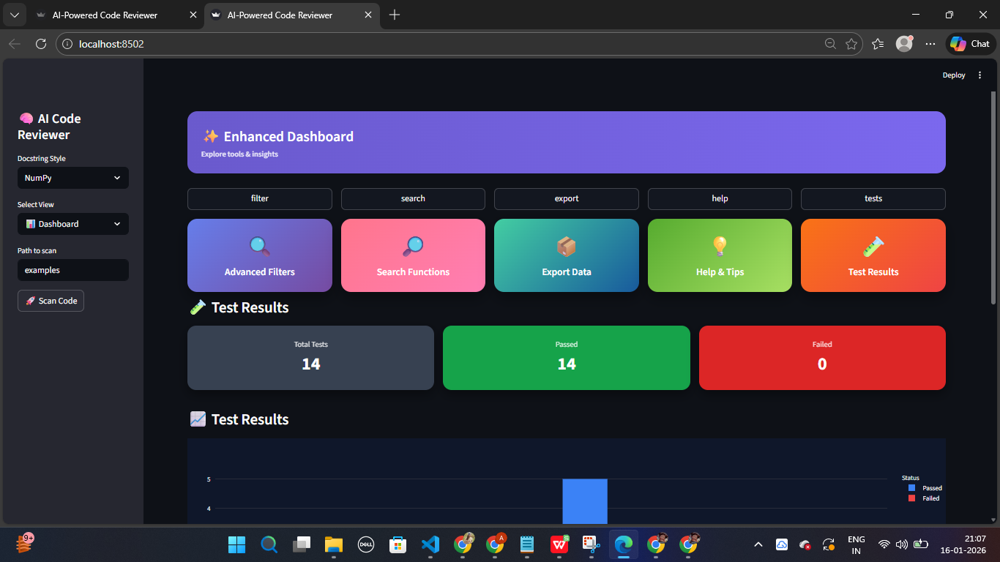 AI-Powered Code Reviewer
AI-Powered Code Reviewer
localhost:8502
Chat
Deploy
🧠 AI Code
Reviewer
Docstring Style
NumPy
Select View
📊 Dashboard
Path to scan
examples
🚀 Scan Code
✨ Enhanced Dashboard
Explore tools & insights
filter
search
export
help
tests
Advanced Filters
Search Functions
Export Data
Help & Tips
Test Results
🧪 Test Results
Total Tests
14
Passed
14
Failed
0
📈 Test Results
5
4
Status
Passed
Failed
9+
DELL
A
W
S
ENG
IN
21:07
16-01-2026